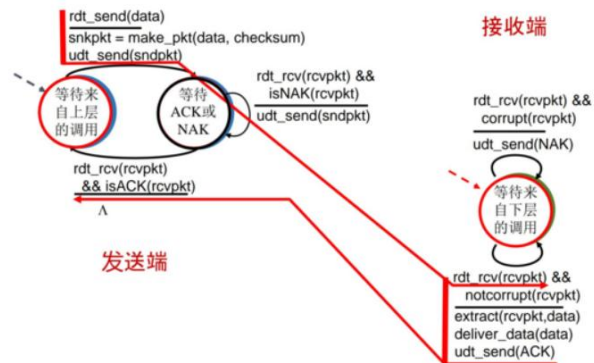 rdt_send(data)
snkpkt = make_pkt(data, checksum)
udt_send(sndpkt)
接收端
等待来
自上层
的调用
等待
ACK或
NAK
rdt_rcv(rcvpkt) &&
isNAK(rcvpkt)
udt_send(sndpkt)
rdt_rcv(rcvpkt) &&
corrupt(rcvpkt)
udt_send(NAK)
rdt_rcv(rcvpkt)
&& isACK(rcvpkt)
Λ
等待来
自下层
的调用
发送端
rdt_rcv(rcvpkt) &&
notcorrupt(rcvpkt)
extract(rcvpkt,data)
deliver_data(data)
udt_send(ACK)